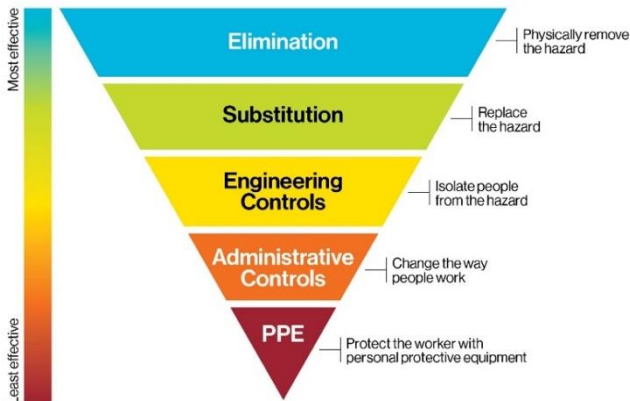 Most effective
Elimination
Physically remove
the hazard
Substitution
Replace
the hazard
Engineering
Controls
Isolate people
from the hazard
Administrative
Controls
Change the way
people work
PPE
Protect the worker with
personal protective equipment
Least effective